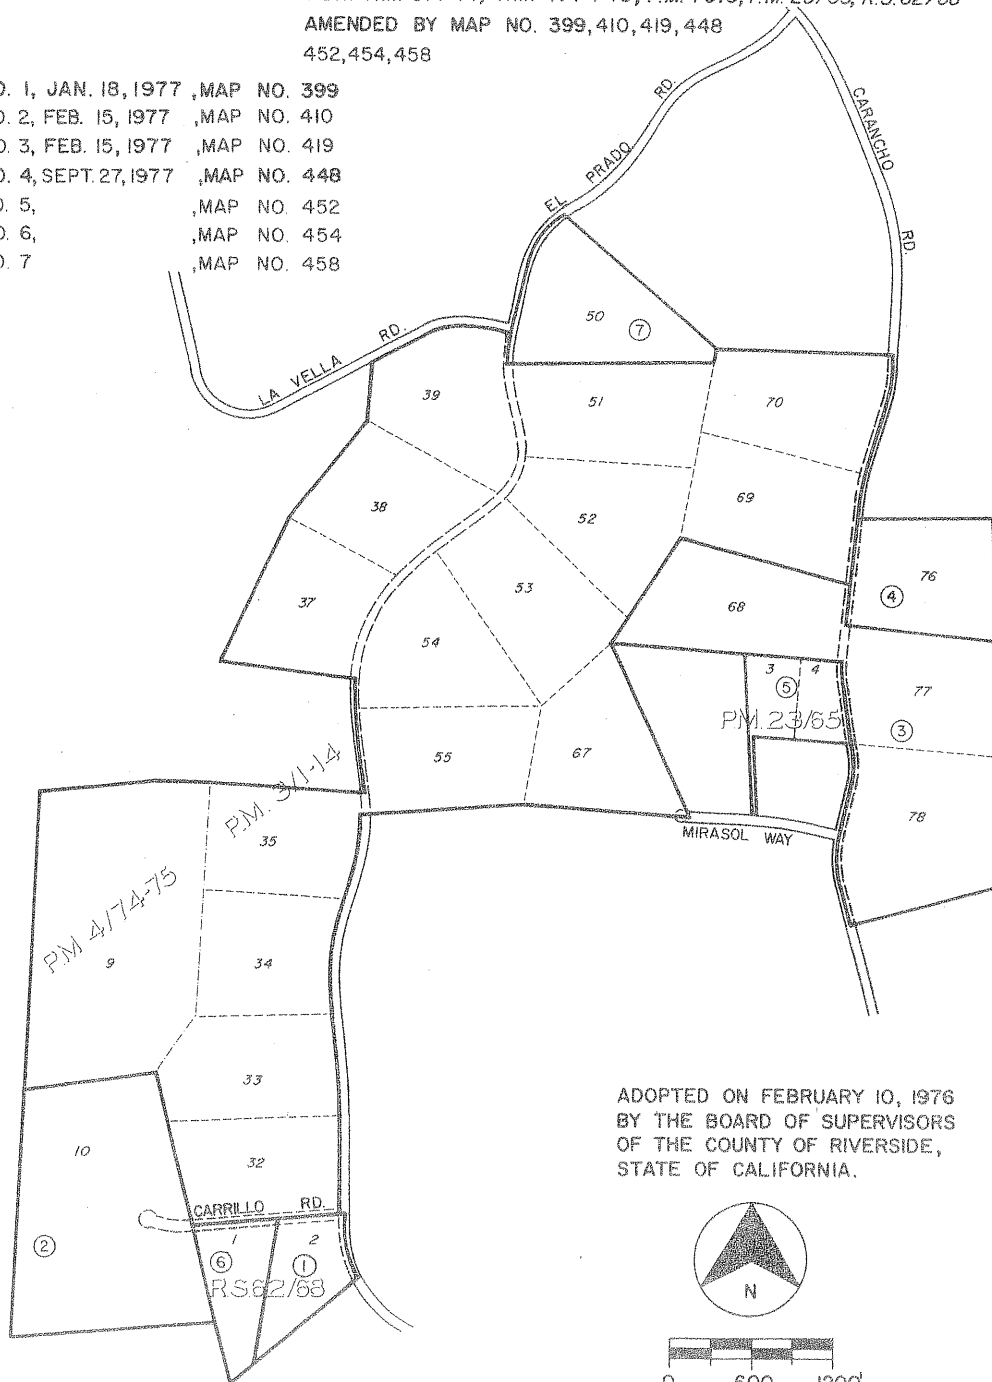 AMENDED BY MAP NO. 399,410,419,448
452,454,458
O. 1, JAN. 18, 1977 ,MAP NO. 399
O. 2, FEB. 15, 1977 ,MAP NO. 410
O. 3, FEB. 15, 1977 ,MAP NO. 419
O. 4, SEPT. 27, 1977 ,MAP NO. 448
O. 5, ,MAP NO. 452
O. 6, ,MAP NO. 454
O. 7 ,MAP NO. 458
EL PRADO RD.
CARANCHO RD.
LA VELLA RD.
50
7
39
51
70
38
52
69
76
4
37
53
68
54
3
4
5
77
P.M. 23/65
3
55
67
78
MIRASOL WAY
P.M. 3/1-14
35
P.M 4/74-75
9
34
33
10
32
CARRILLO RD.
2
1
2
6
1
R.S.62/68
ADOPTED ON FEBRUARY 10, 1976
BY THE BOARD OF SUPERVISORS
OF THE COUNTY OF RIVERSIDE,
STATE OF CALIFORNIA.
N
0 600 1200'